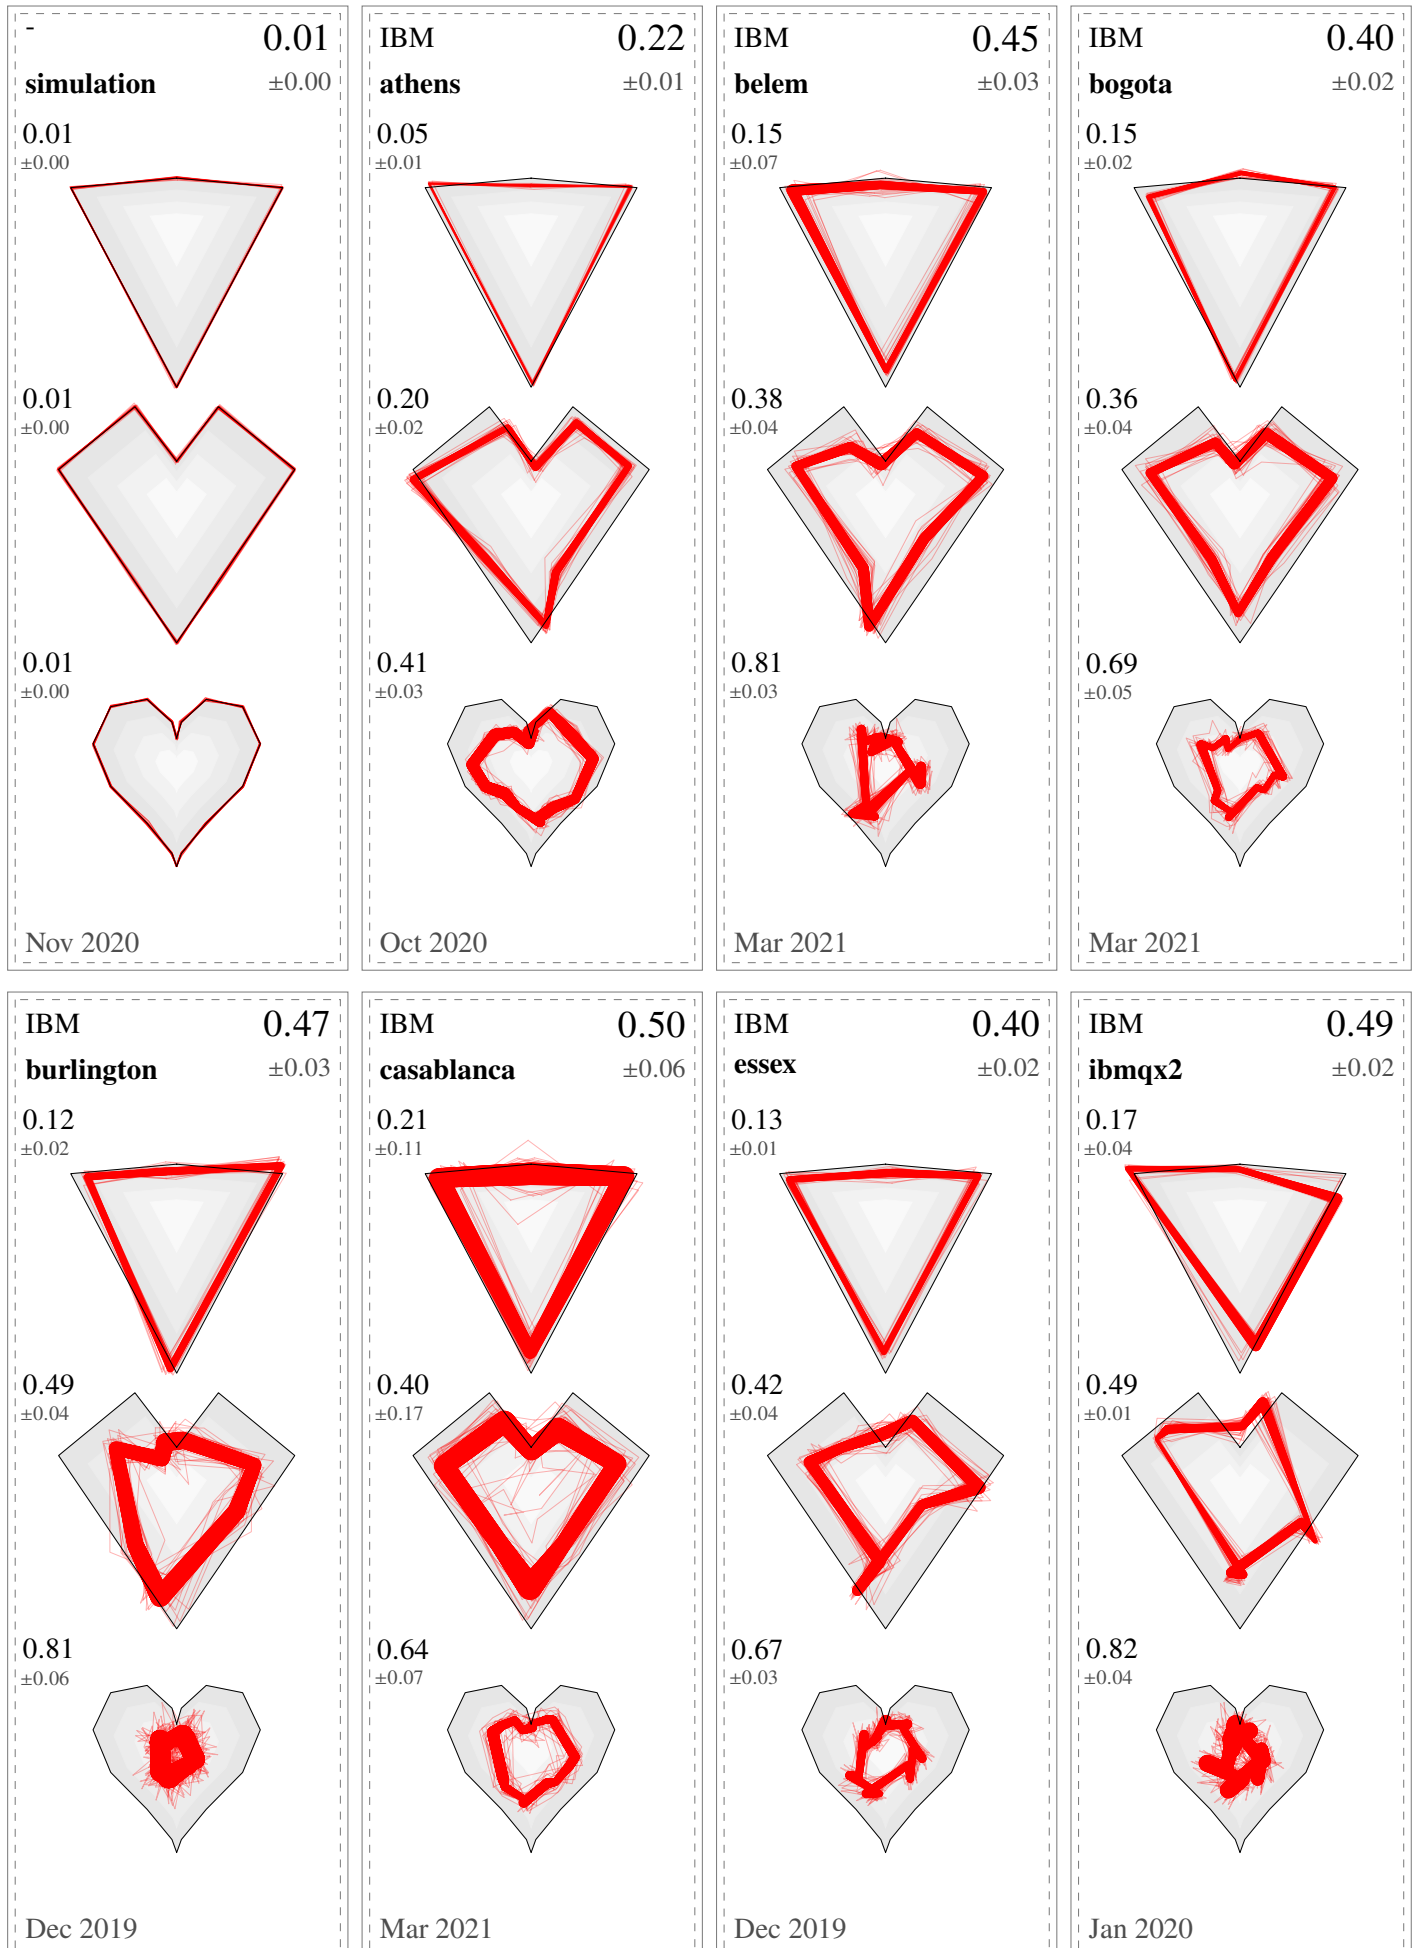 - 0.01
simulation ±0.00
0.01
±0.00
0.01
±0.00
0.01
±0.00
Nov 2020
IBM 0.22
athens ±0.01
0.05
±0.01
0.20
±0.02
0.41
±0.03
Oct 2020
IBM 0.45
belem ±0.03
0.15
±0.07
0.38
±0.04
0.81
±0.03
Mar 2021
IBM 0.40
bogota ±0.02
0.15
±0.02
0.36
±0.04
0.69
±0.05
Mar 2021
IBM 0.47
burlington ±0.03
0.12
±0.02
0.49
±0.04
0.81
±0.06
Dec 2019
IBM 0.50
casablanca ±0.06
0.21
±0.11
0.40
±0.17
0.64
±0.07
Mar 2021
IBM 0.40
essex ±0.02
0.13
±0.01
0.42
±0.04
0.67
±0.03
Dec 2019
IBM 0.49
ibmqx2 ±0.02
0.17
±0.04
0.49
±0.01
0.82
±0.04
Jan 2020